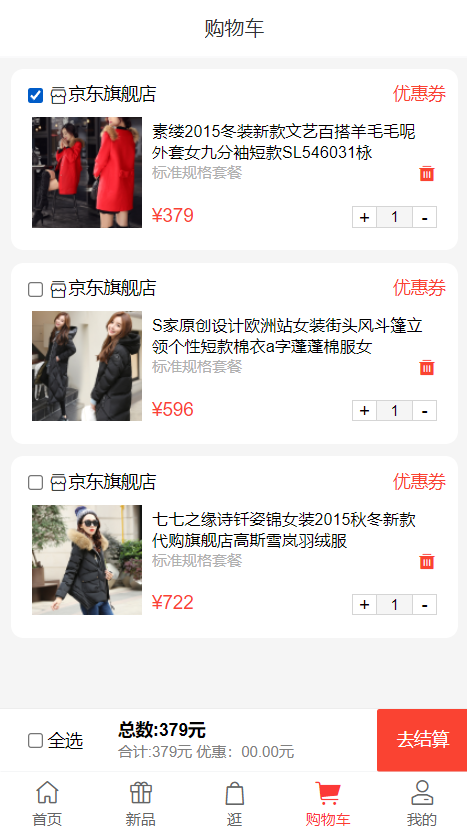 购物车
京东旗舰店 优惠券
素缕2015冬装新款文艺百搭羊毛毛呢
外套女九分袖短款SL546031栐
标准规格套餐
¥379 + 1 -
京东旗舰店 优惠券
S家原创设计欧洲站女装街头风斗篷立
领个性短款棉衣a字蓬蓬棉服女
标准规格套餐
¥596 + 1 -
京东旗舰店 优惠券
七七之缘诗钎姿锦女装2015秋冬新款
代购旗舰店高斯雪岚羽绒服
标准规格套餐
¥722 + 1 -
全选 总数:379元 去结算
合计:379元 优惠：00.00元
首页 新品 逛 购物车 我的